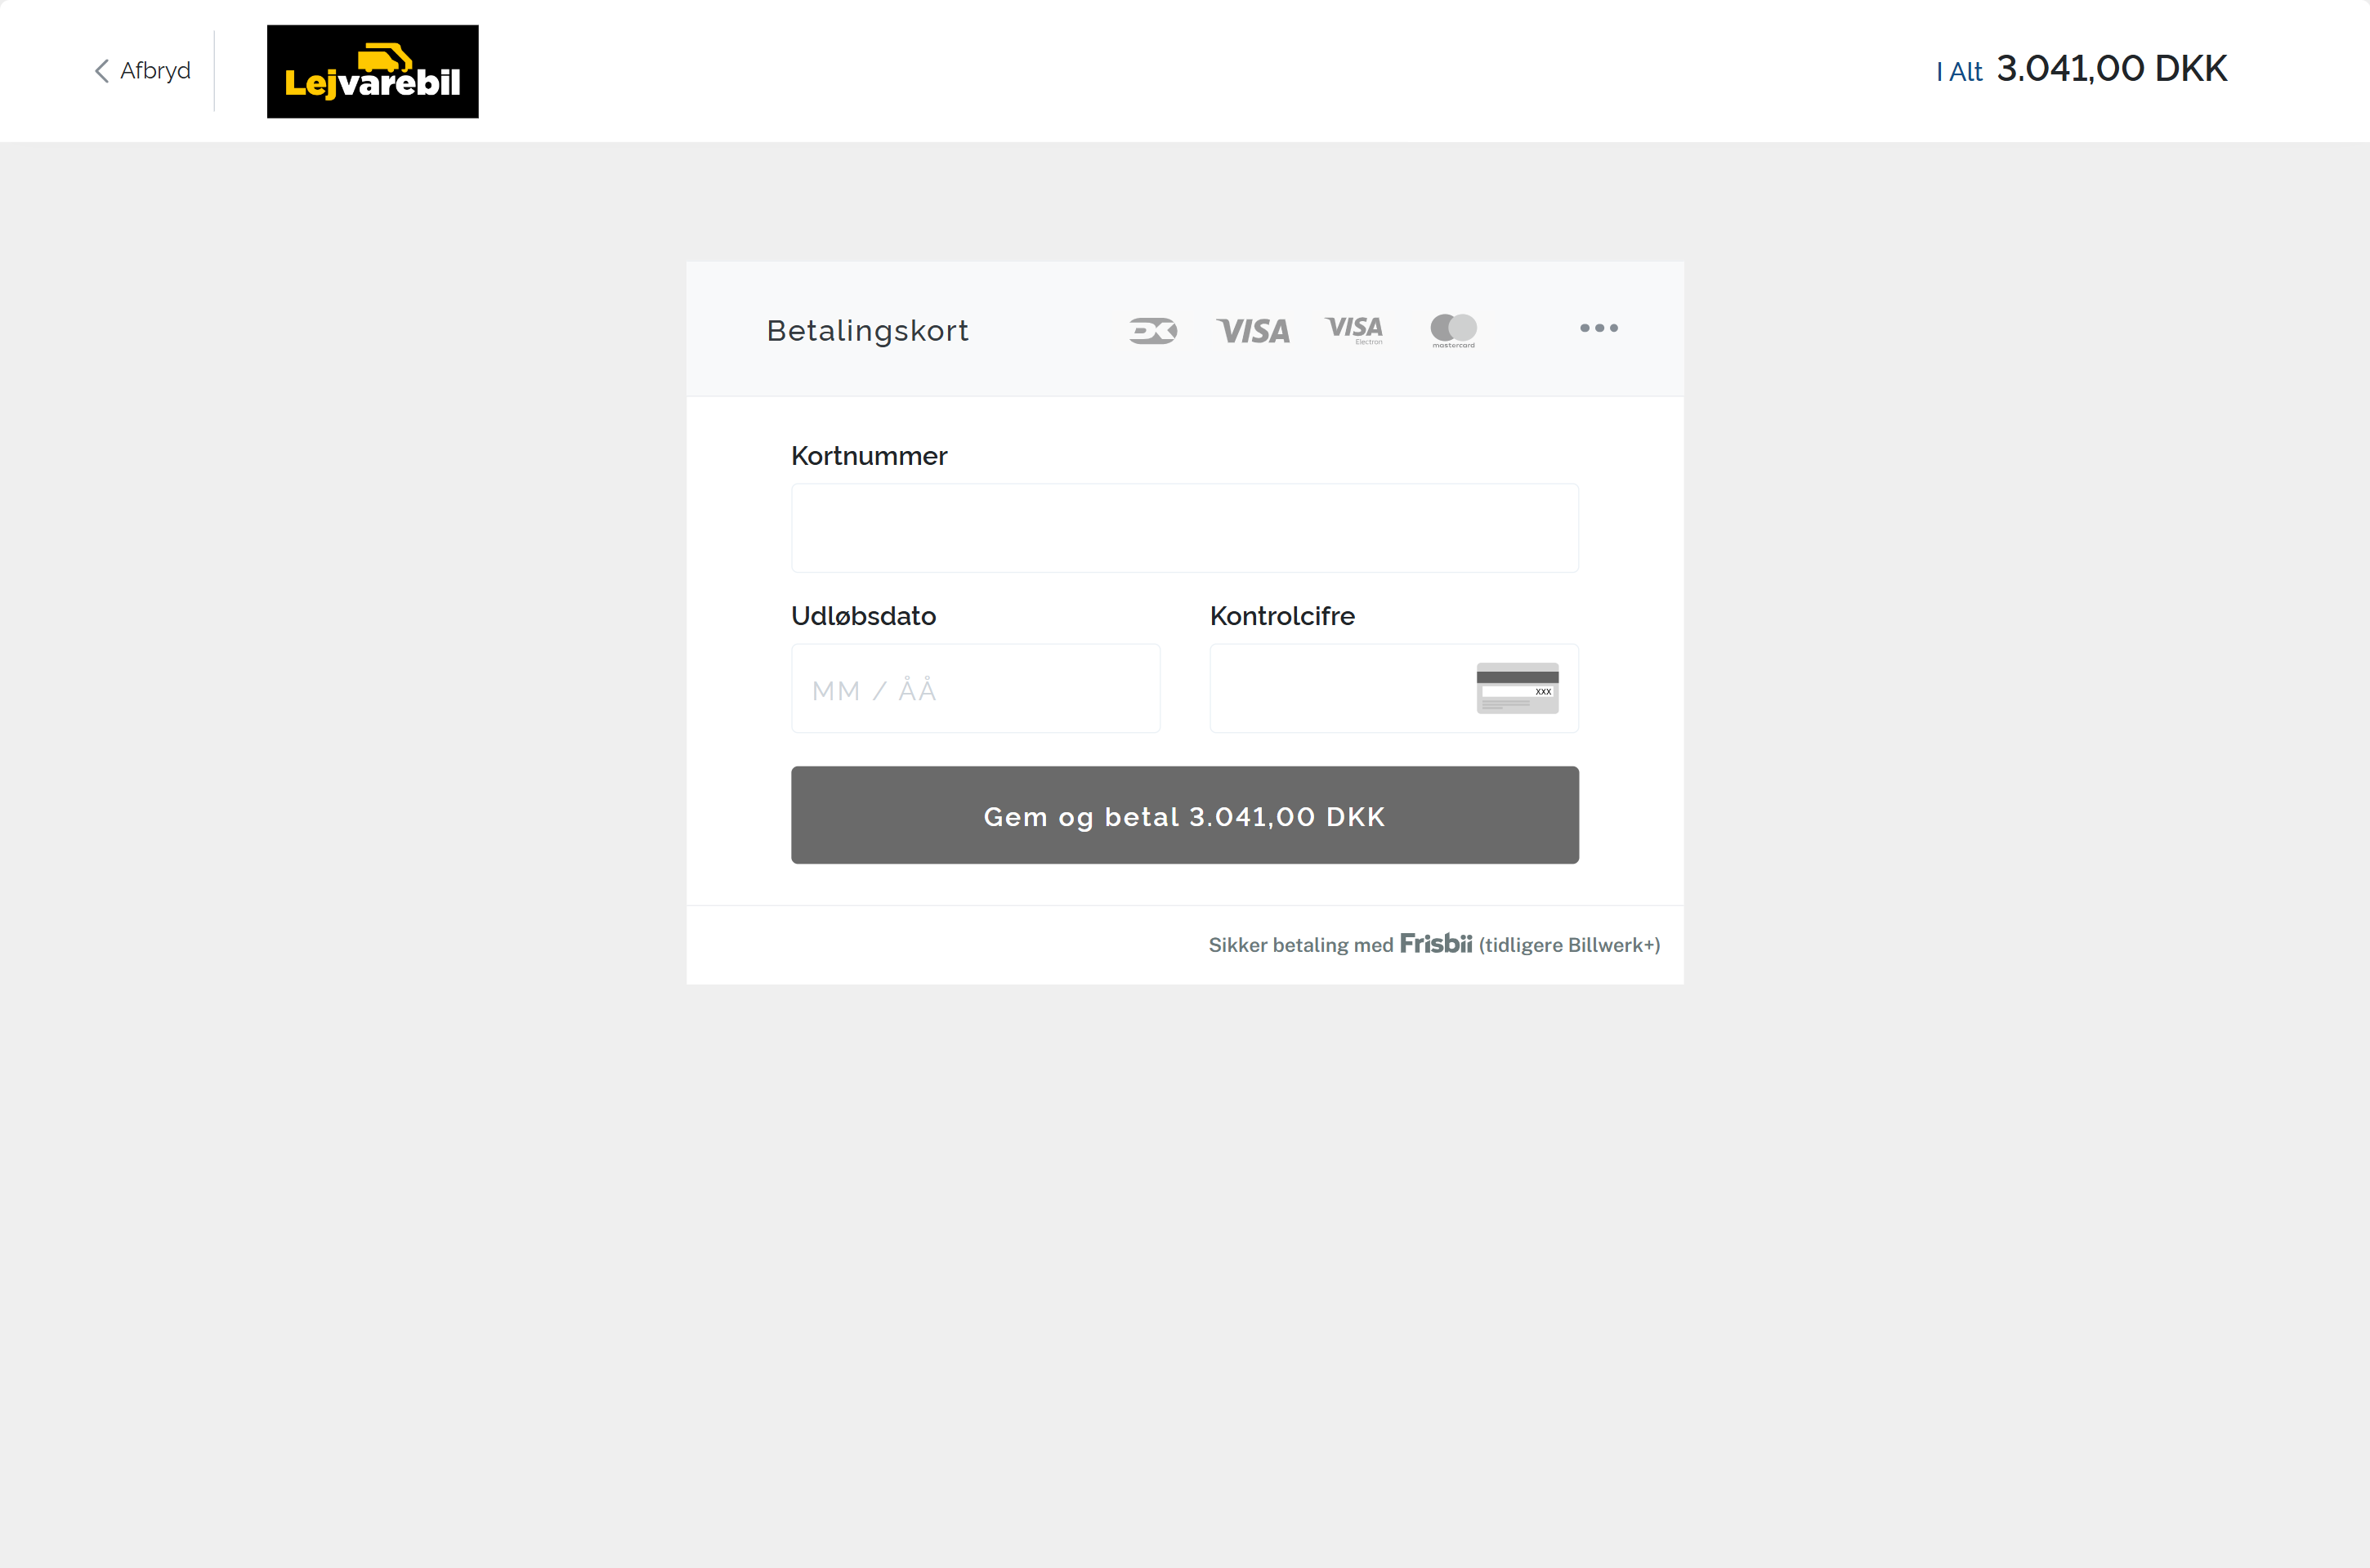 Afbryd
Lejvarebil
I Alt 3.041,00 DKK
Betalingskort
VISA
VISA
Electron
mastercard
Kortnummer
Udløbsdato
Kontrolcifre
MM / ÅÅ
xxx
Gem og betal 3.041,00 DKK
Sikker betaling med Frisbii (tidligere Billwerk+)